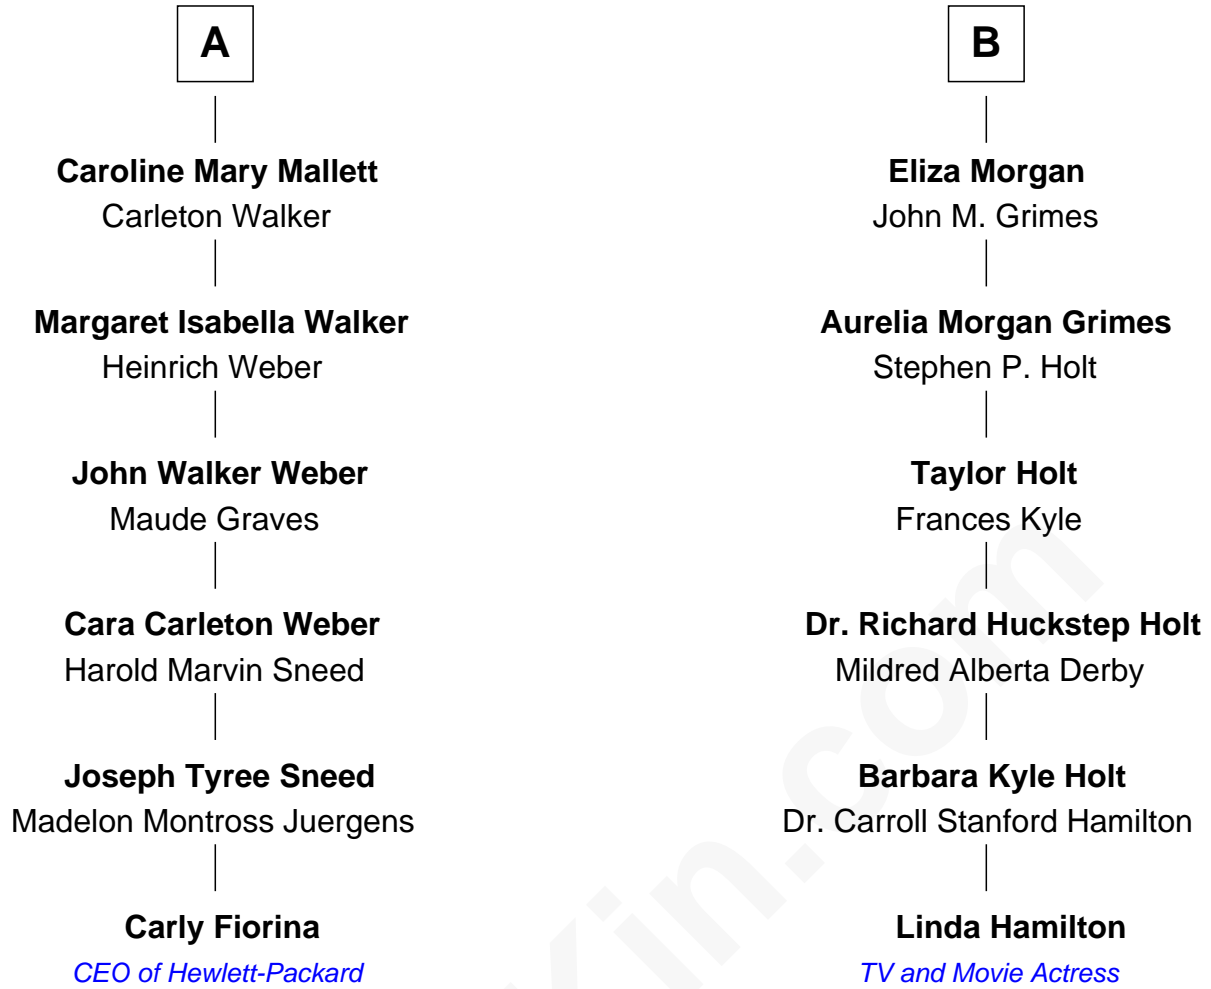 A
Caroline Mary Mallett
Carleton Walker
Margaret Isabella Walker
Heinrich Weber
John Walker Weber
Maude Graves
Cara Carleton Weber
Harold Marvin Sneed
Joseph Tyree Sneed
Madelon Montross Juergens
Carly Fiorina
CEO of Hewlett-Packard
B
Eliza Morgan
John M. Grimes
Aurelia Morgan Grimes
Stephen P. Holt
Taylor Holt
Frances Kyle
Dr. Richard Huckstep Holt
Mildred Alberta Derby
Barbara Kyle Holt
Dr. Carroll Stanford Hamilton
Linda Hamilton
TV and Movie Actress
Kin.com